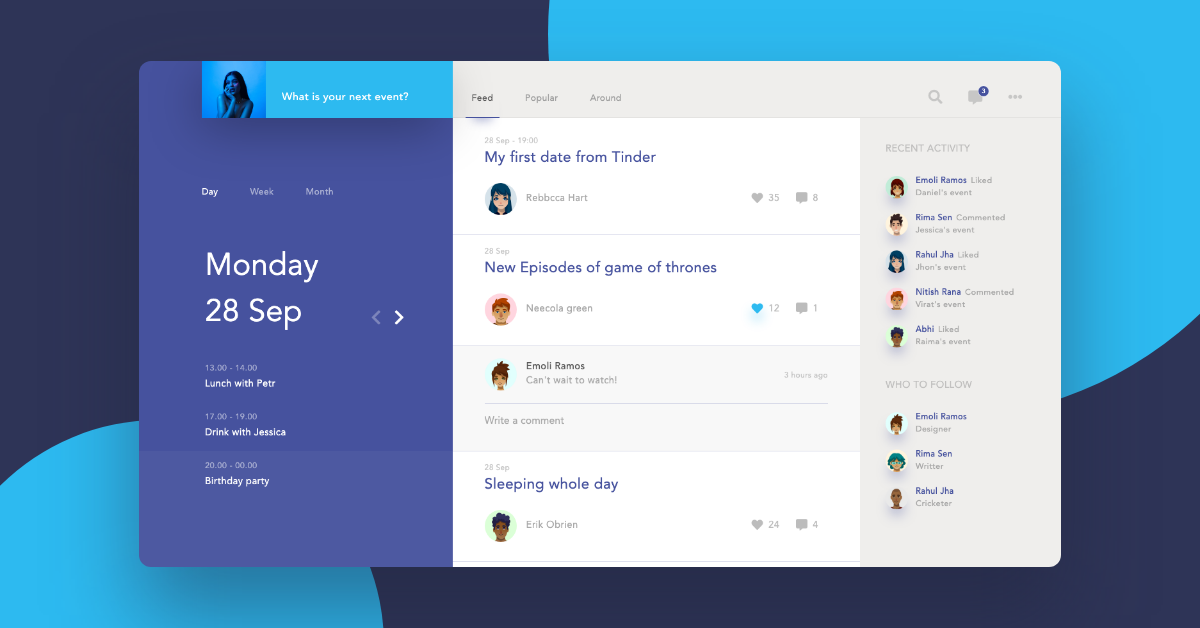 What is your next event?
Day Week Month
Monday
28 Sep
13.00 - 14.00
Lunch with Petr
17.00 - 19.00
Drink with Jessica
20.00 - 00.00
Birthday party
Feed Popular Around
3
28 Sep - 19:00
My first date from Tinder
Rebbcca Hart
35 8
28 Sep
New Episodes of game of thrones
Neecola green
12 1
Emoli Ramos
Can't wait to watch!
3 hours ago
Write a comment
28 Sep
Sleeping whole day
Erik Obrien
24 4
RECENT ACTIVITY
Emoli Ramos Liked
Daniel's event
Rima Sen Commented
Jessica's event
Rahul Jha Liked
Jhon's event
Nitish Rana Commented
Virat's event
Abhi Liked
Raima's event
WHO TO FOLLOW
Emoli Ramos
Designer
Rima Sen
Writter
Rahul Jha
Cricketer